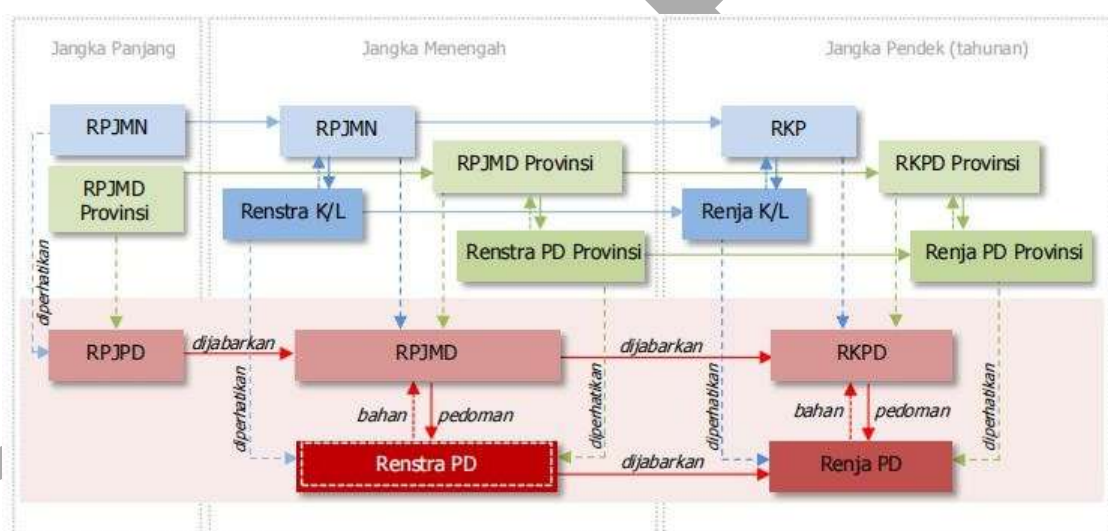 Jangka Panjang
Jangka Menengah
Jangka Pendek (tahunan)
RPJMN
RPJMN
RKP
RPJMD Provinsi
RKPD Provinsi
RPJMD
Provinsi
Renstra K/L
Renja K/L
Renstra PD Provinsi
Renja PD Provinsi
diperhatikan
RPJPD
dijabarkan
RPJMD
dijabarkan
RKPD
diperhatikan
bahan
pedoman
diperhatikan
diperhatikan
bahan
pedoman
diperhatikan
Renstra PD
dijabarkan
Renja PD